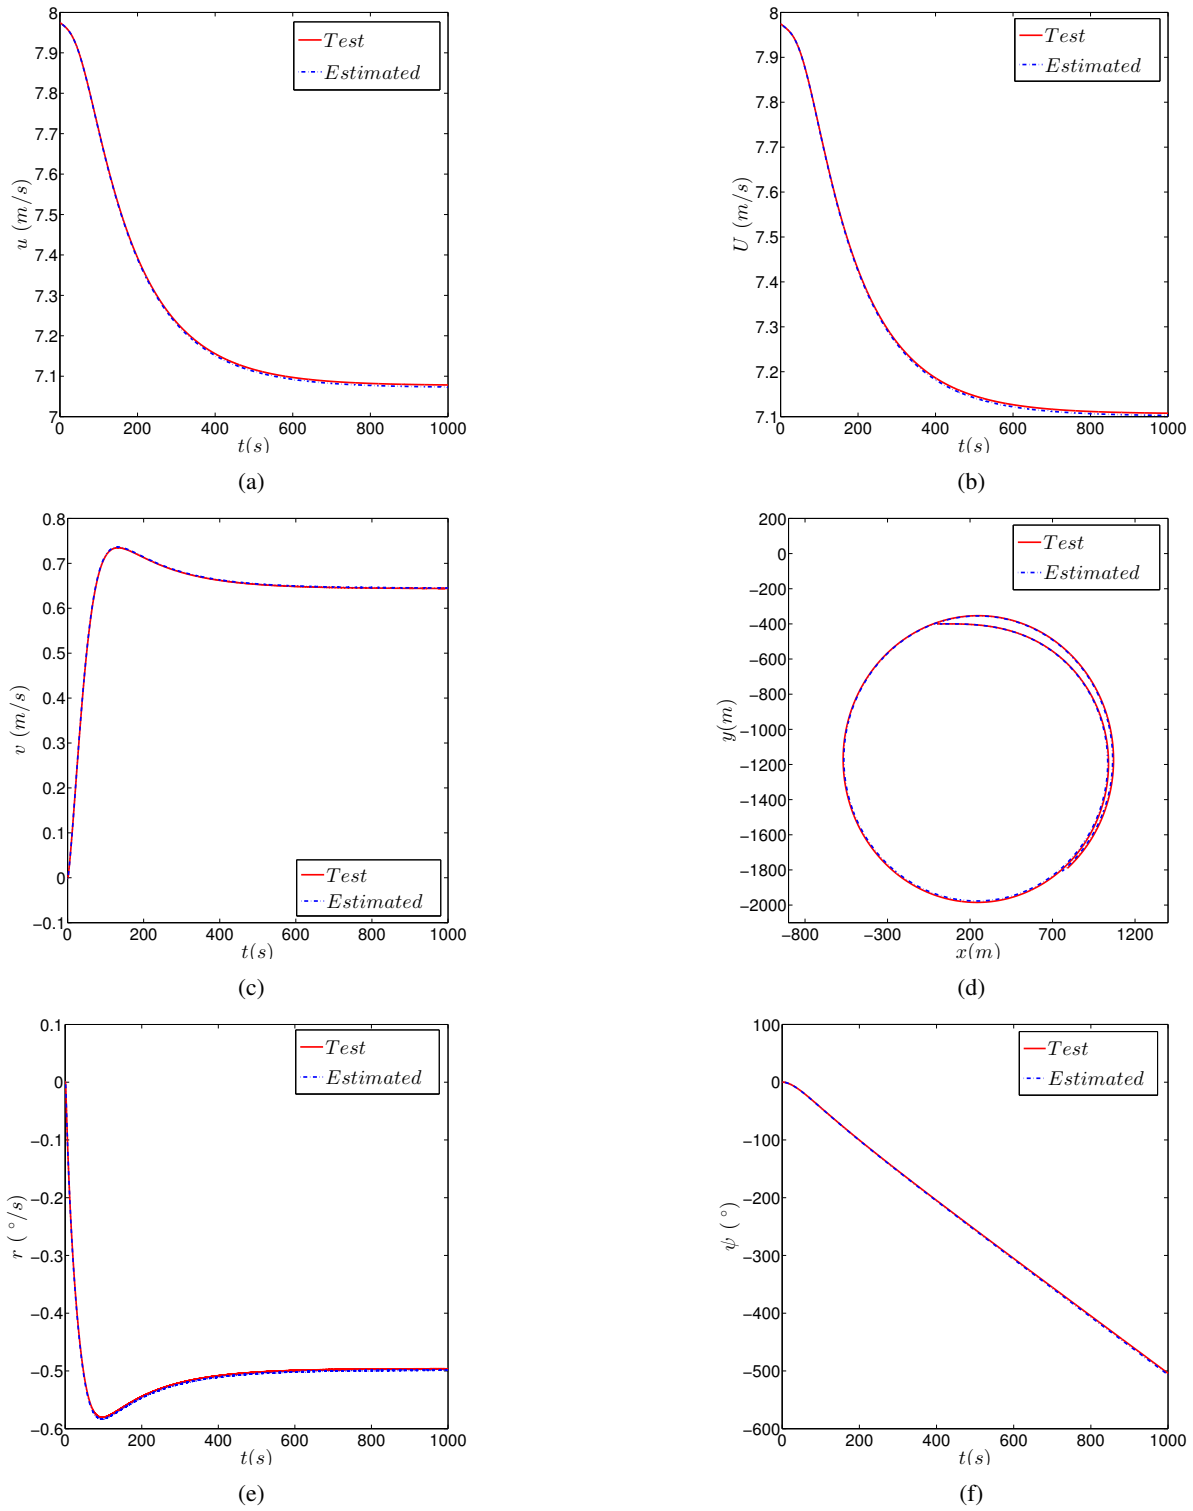 8
7.9
7.8
7.7
7.6
7.5
7.4
7.3
7.2
7.1
7
0 200 400 600 800 1000
u (m/s)
t(s)
Test
Estimated
(a)
8
7.9
7.8
7.7
7.6
7.5
7.4
7.3
7.2
7.1
0 200 400 600 800 1000
U (m/s)
t(s)
Test
Estimated
(b)
0.8
0.7
0.6
0.5
0.4
0.3
0.2
0.1
0
−0.1
0 200 400 600 800 1000
v (m/s)
t(s)
Test
Estimated
(c)
200
0
−200
−400
−600
−800
−1000
−1200
−1400
−1600
−1800
−2000
−800 −300 200 700 1200
y(m)
x(m)
Test
Estimated
(d)
0.1
0
−0.1
−0.2
−0.3
−0.4
−0.5
−0.6
0 200 400 600 800 1000
r (°/s)
t(s)
Test
Estimated
(e)
100
0
−100
−200
−300
−400
−500
−600
0 200 400 600 800 1000
ψ (°)
t(s)
Test
Estimated
(f)